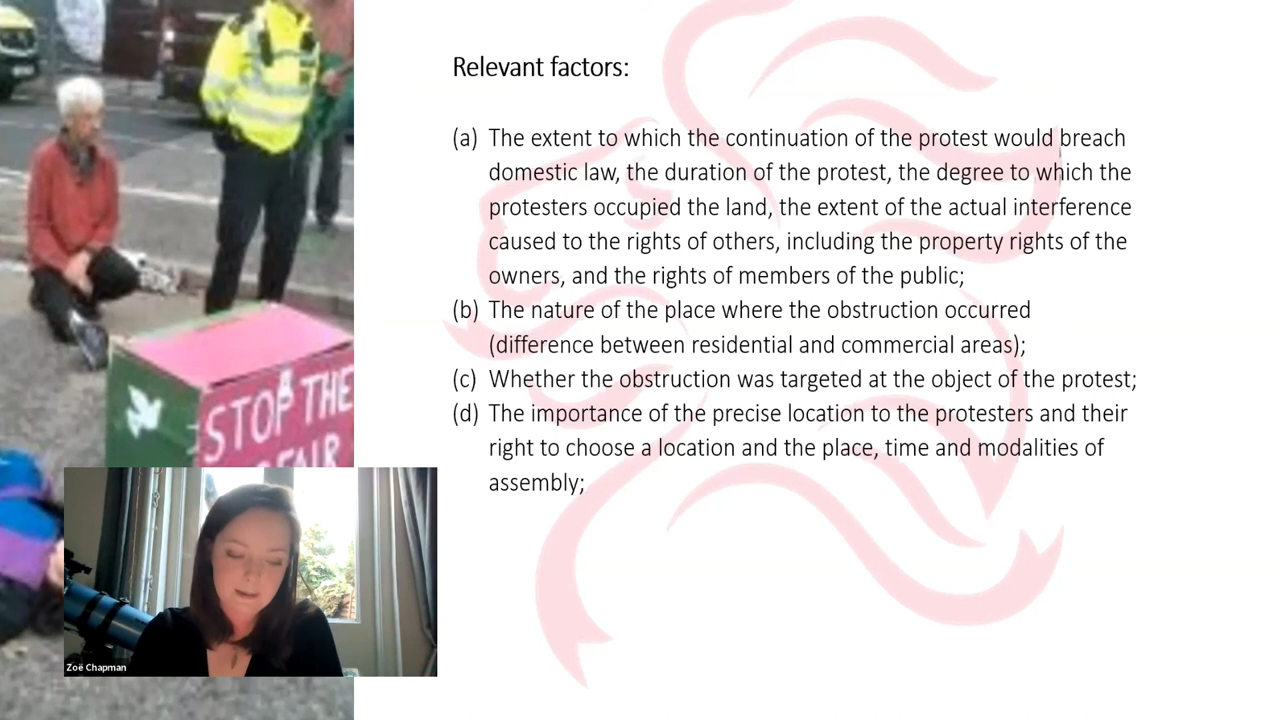 Relevant factors:
(a) The extent to which the continuation of the protest would breach
domestic law, the duration of the protest, the degree to which the
protesters occupied the land, the extent of the actual interference
caused to the rights of others, including the property rights of the
owners, and the rights of members of the public;
(b) The nature of the place where the obstruction occurred
(difference between residential and commercial areas);
(c) Whether the obstruction was targeted at the object of the protest;
(d) The importance of the precise location to the protesters and their
right to choose a location and the place, time and modalities of
assembly;
STOP THE
FAIR
Zoë Chapman